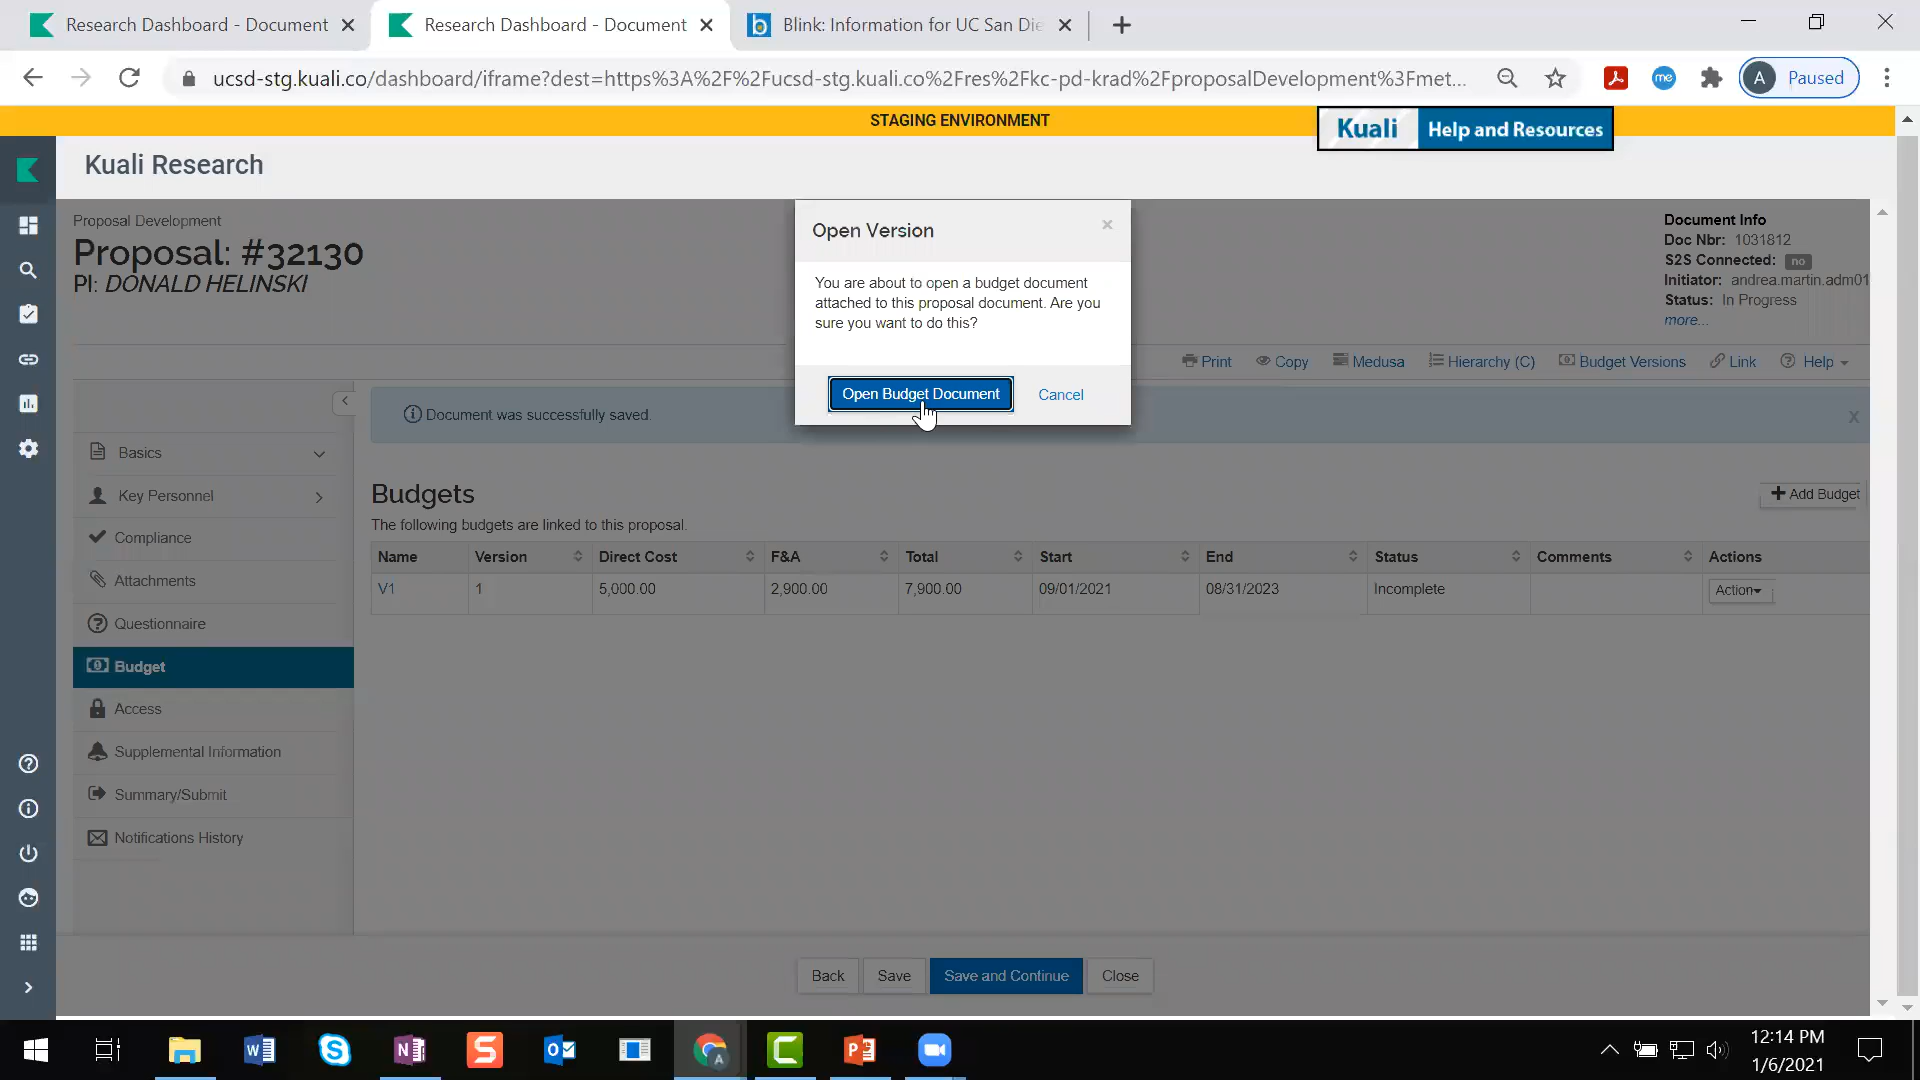 Research Dashboard - Document
Research Dashboard - Document
Blink: Information for UC San Die
ucsd-stg.kuali.co/dashboard/iframe?dest=https%3A%2F%2Fucsd-stg.kuali.co%2Fres%2Fkc-pd-krad%2FproposalDevelopment%3Fmet...
me
A Paused
STAGING ENVIRONMENT
Kuali Help and Resources
Kuali Research
Proposal Development
Proposal: #32130
PI: DONALD HELINSKI
Document Info
Doc Nbr: 1031812
S2S Connected: no
Initiator: andrea.martin.adm01
Status: In Progress
more...
Open Version
×
You are about to open a budget document
attached to this proposal document. Are you
sure you want to do this?
Open Budget Document Cancel
Print Copy Medusa Hierarchy (C) Budget Versions Link Help
Document was successfully saved.
X
Basics
Key Personnel
Compliance
Attachments
Questionnaire
Budget
Access
Supplemental Information
Summary/Submit
Notifications History
Budgets
+ Add Budget
The following budgets are linked to this proposal.
Name Version Direct Cost F&A Total Start End Status Comments Actions
V1 1 5,000.00 2,900.00 7,900.00 09/01/2021 08/31/2023 Incomplete Action
Back Save Save and Continue Close
12:14 PM
1/6/2021